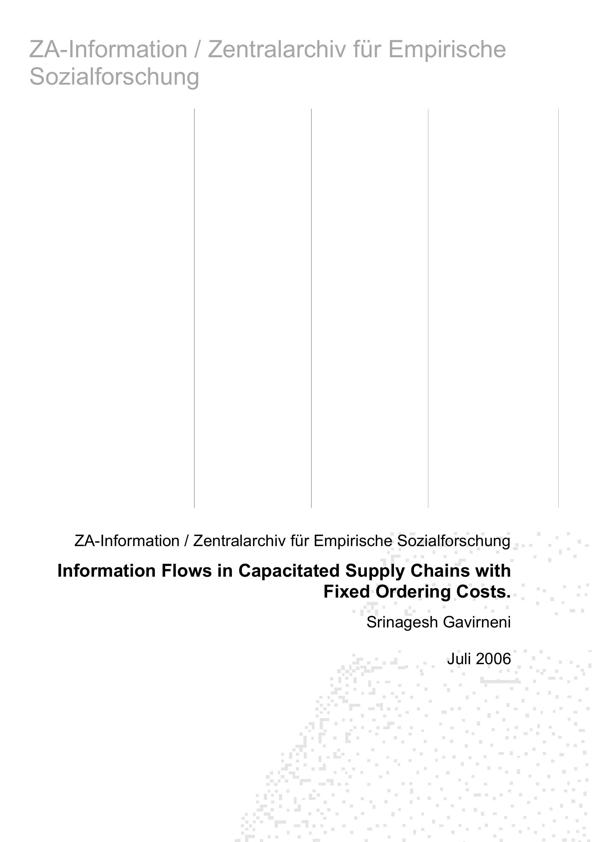 ZA-Information / Zentralarchiv für Empirische
Sozialforschung
ZA-Information / Zentralarchiv für Empirische Sozialforschung
Information Flows in Capacitated Supply Chains with
Fixed Ordering Costs.
Srinagesh Gavirneni
Juli 2006